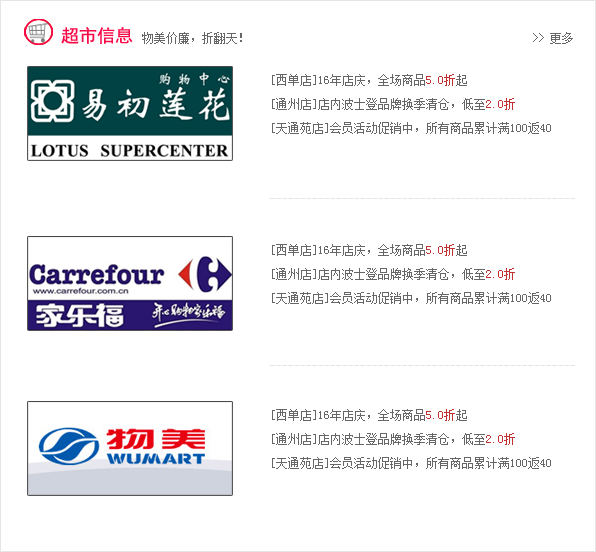 超市信息 物美价廉，折翻天！
>> 更多
购物中心
易初莲花
LOTUS SUPERCENTER
[西单店]16年店庆，全场商品5.0折起
[通州店]店内波士登品牌换季清仓，低至2.0折
[天通苑店]会员活动促销中，所有商品累计满100返40
Carrefour
www.carrefour.com.cn
家乐福 开心购物家乐福
[西单店]16年店庆，全场商品5.0折起
[通州店]店内波士登品牌换季清仓，低至2.0折
[天通苑店]会员活动促销中，所有商品累计满100返40
物美
WUMART
[西单店]16年店庆，全场商品5.0折起
[通州店]店内波士登品牌换季清仓，低至2.0折
[天通苑店]会员活动促销中，所有商品累计满100返40